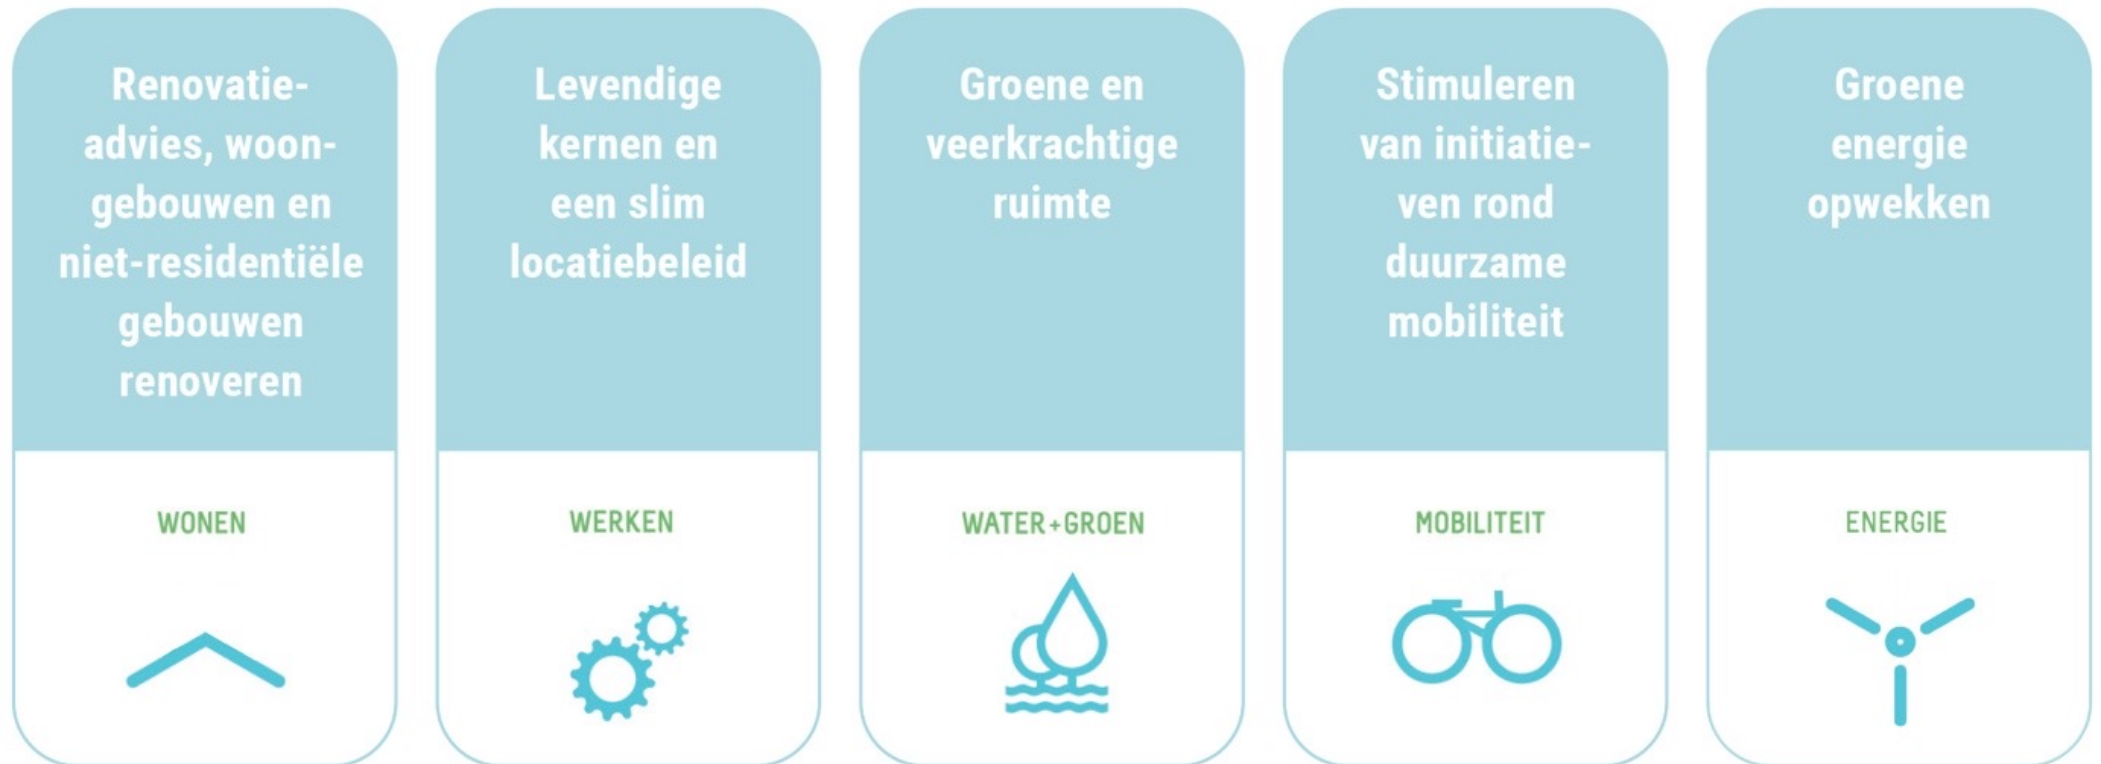 Renovatie-
advies, woon-
gebouwen en
niet-residentiële
gebouwen
renoveren
WONEN
Levendige
kernen en
een slim
locatiebeleid
WERKEN
Groene en
veerkrachtige
ruimte
WATER+GROEN
Stimuleren
van initiatie-
ven rond
duurzame
mobiliteit
MOBILITEIT
Groene
energie
opwekken
ENERGIE